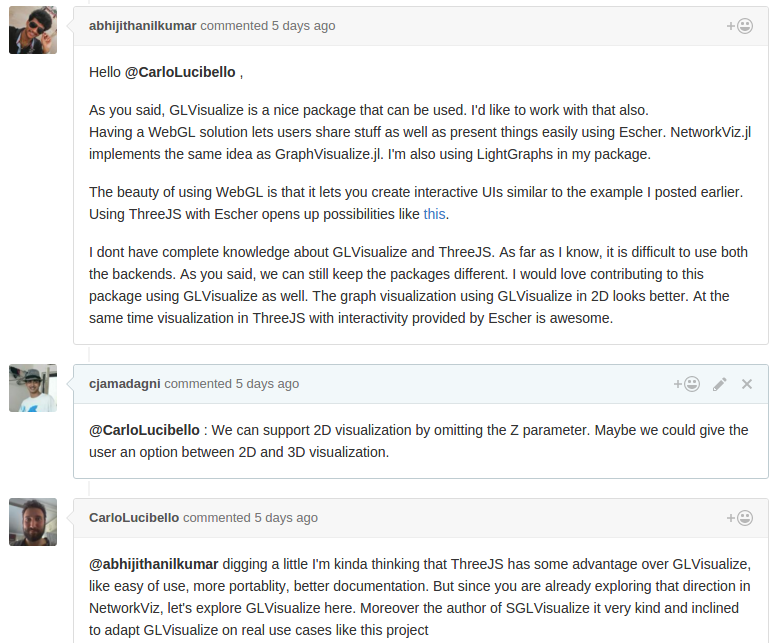 abhijithanilkumar commented 5 days ago
Hello @CarloLucibello ,
As you said, GLVisualize is a nice package that can be used. I'd like to work with that also.
Having a WebGL solution lets users share stuff as well as present things easily using Escher. NetworkViz.jl
implements the same idea as GraphVisualize.jl. I'm also using LightGraphs in my package.
The beauty of using WebGL is that it lets you create interactive UIs similar to the example I posted earlier.
Using ThreeJS with Escher opens up possibilities like this.
I dont have complete knowledge about GLVisualize and ThreeJS. As far as I know, it is difficult to use both
the backends. As you said, we can still keep the packages different. I would love contributing to this
package using GLVisualize as well. The graph visualization using GLVisualize in 2D looks better. At the
same time visualization in ThreeJS with interactivity provided by Escher is awesome.
cjamadagni commented 5 days ago
@CarloLucibello : We can support 2D visualization by omitting the Z parameter. Maybe we could give the
user an option between 2D and 3D visualization.
CarloLucibello commented 5 days ago
@abhijithanilkumar digging a little I'm kinda thinking that ThreeJS has some advantage over GLVisualize,
like easy of use, more portablity, better documentation. But since you are already exploring that direction in
NetworkViz, let's explore GLVisualize here. Moreover the author of SGLVisualize it very kind and inclined
to adapt GLVisualize on real use cases like this project